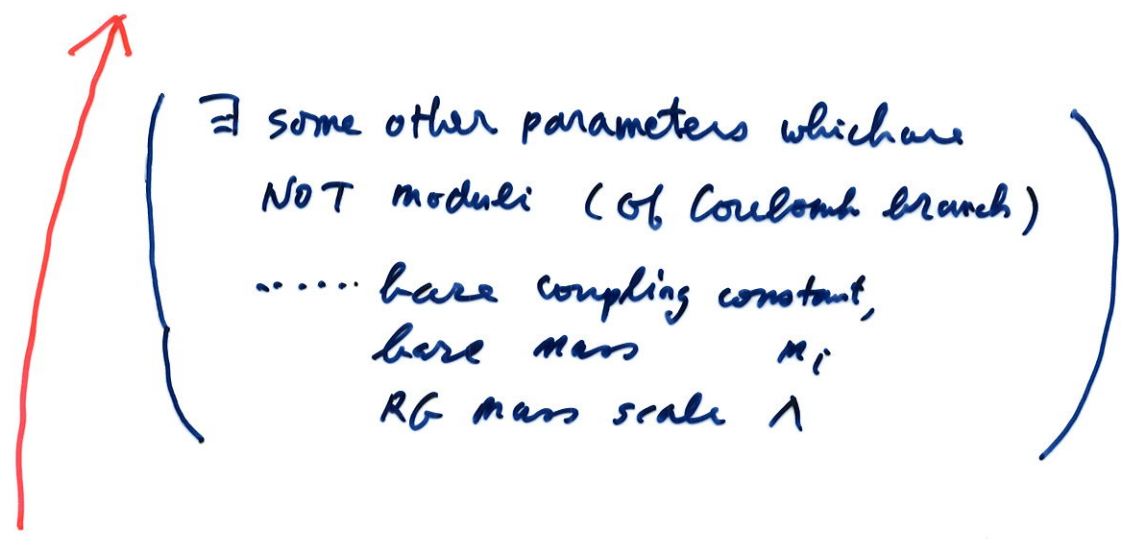 ( ∃ some other parameters which are
NOT moduli (of Coulomb branch)
...... bare coupling constant,
bare mass m_i
RG mass scale Λ )